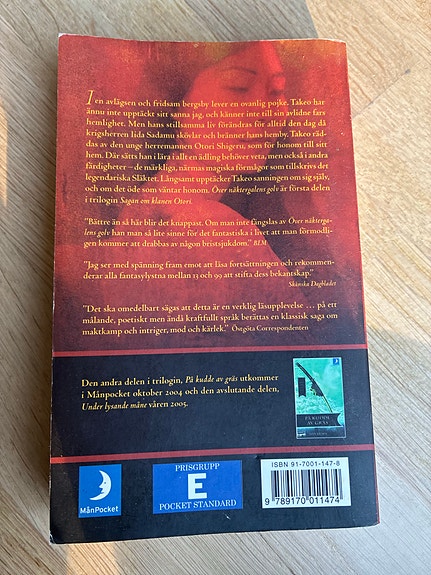 I en avlägsen och fridsam bergsby lever en ovanlig pojke. Takeo har
ännu inte upptäckt sitt sanna jag, och känner inte till sin avlidne fars
hemlighet. Men hans stillsamma liv förändras för alltid den dag då
krigsherren Iida Sadamu skövlar och bränner hans hemby. Takeo räd-
das av den unge herremannen Otori Shigeru, som för honom till sitt
hem. Där sätts han i lära i allt en ädling behöver veta, men också i andra
färdigheter – de märkliga, närmast magiska förmågor som tillskrivs det
legendariska Släktet. Långsamt upptäcker Takeo sanningen om sig själv,
och om det öde som väntar honom. Över näktergalens golv är första delen
i trilogin Sagan om klanen Otori.
"Bättre än så här blir det knappast. Om man inte fängslas av Över näkterga-
lens golv har man så lite sinne för det fantastiska i livet att man förmodli-
gen kommer att drabbas av någon bristsjukdom." BLM
"Jag ser med spänning fram emot att läsa fortsättningen och rekommen-
derar alla fantasylystna mellan 13 och 99 att stifta dess bekantskap."
Skånska Dagbladet
"Det ska omedelbart sägas att detta är en verklig läsupplevelse ... på ett
målande, poetiskt men ändå kraftfullt språk berättas en klassisk saga om
maktkamp och intriger, mod och kärlek." Östgöta Correspondenten
Den andra delen i trilogin, På kudde av gräs utkommer
i Månpocket oktober 2004 och den avslutande delen,
Under lysande måne våren 2005.
PÅ KUDDE
AV GRÄS
MånPocket
PRISGRUPP
E
POCKET STANDARD
ISBN 91-7001-147-8
9 789170 011474